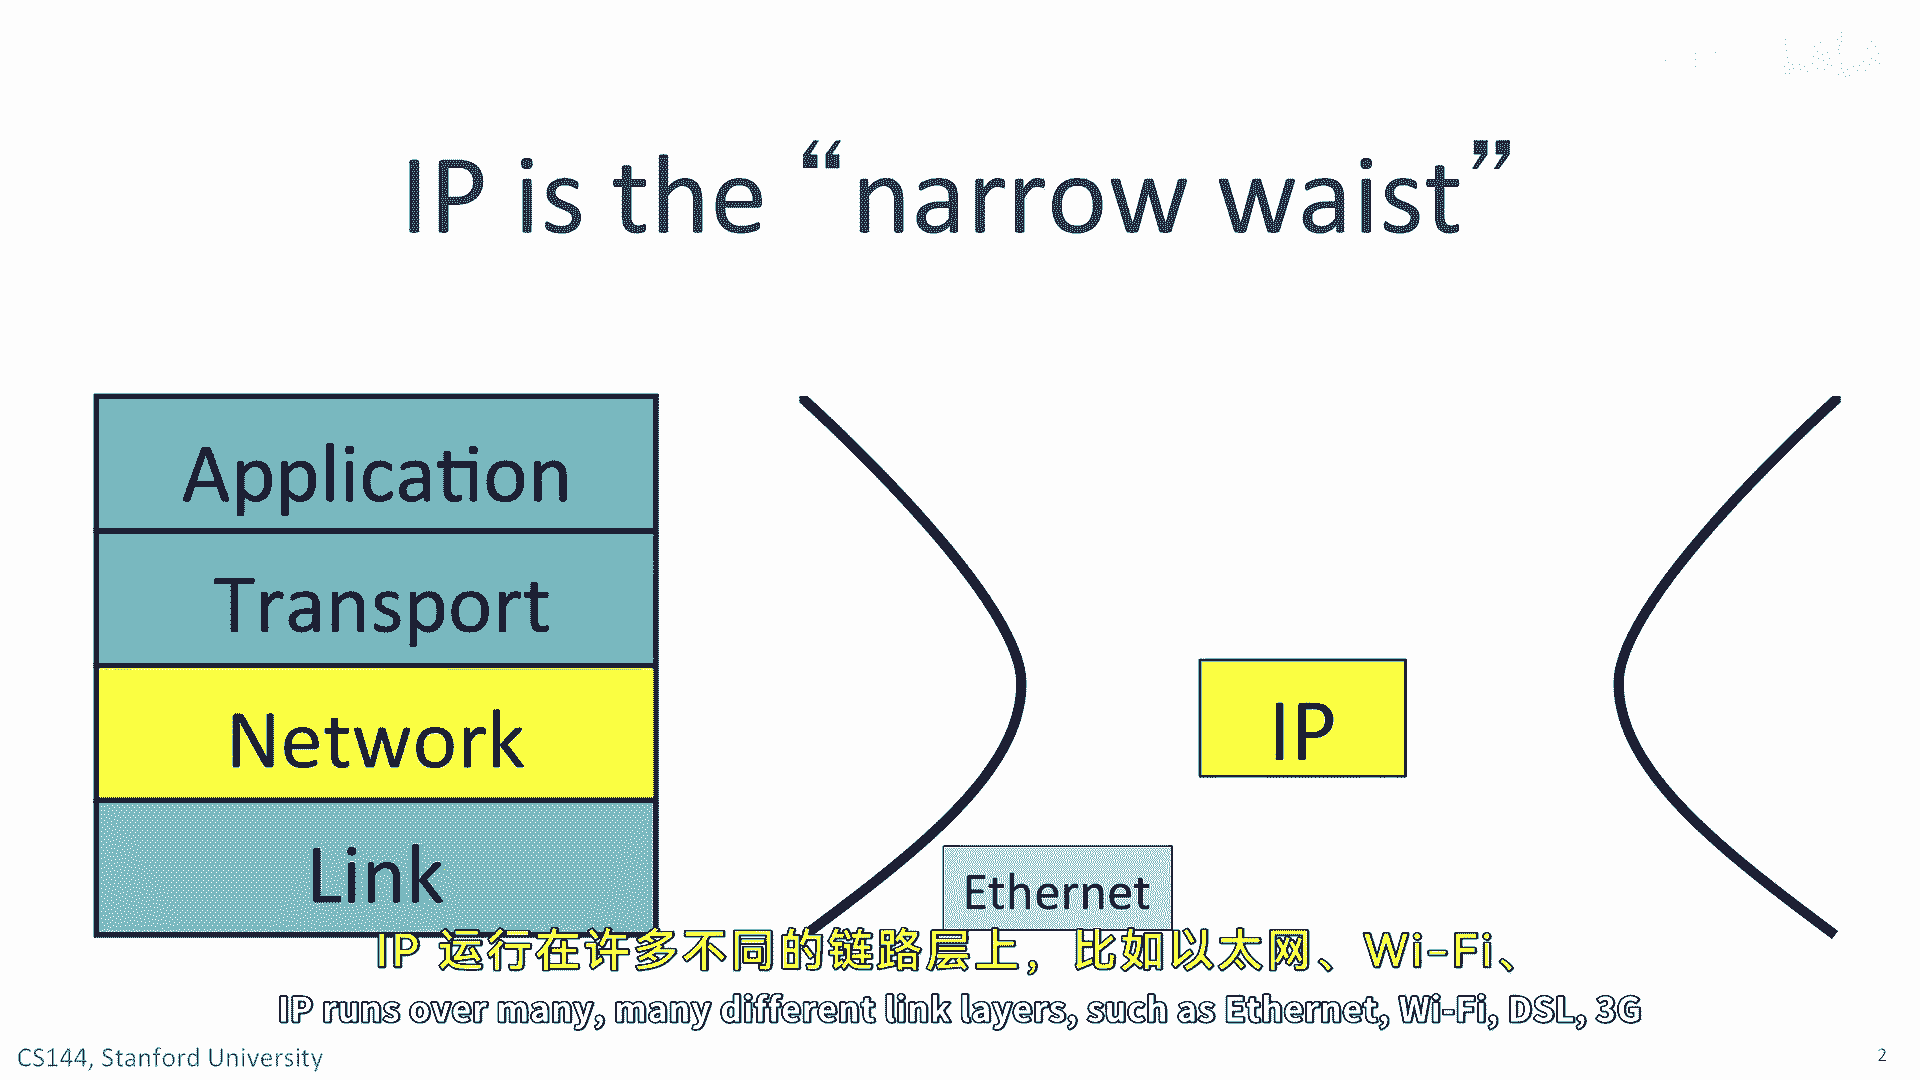 IP is the “narrow waist”
Application
Transport
Network
Link
IP
Ethernet
IP 运行在许多不同的链路层上，比如以太网、Wi-Fi、
IP runs over many, many different link layers, such as Ethernet, Wi-Fi, DSL, 3G
CS144, Stanford University
2